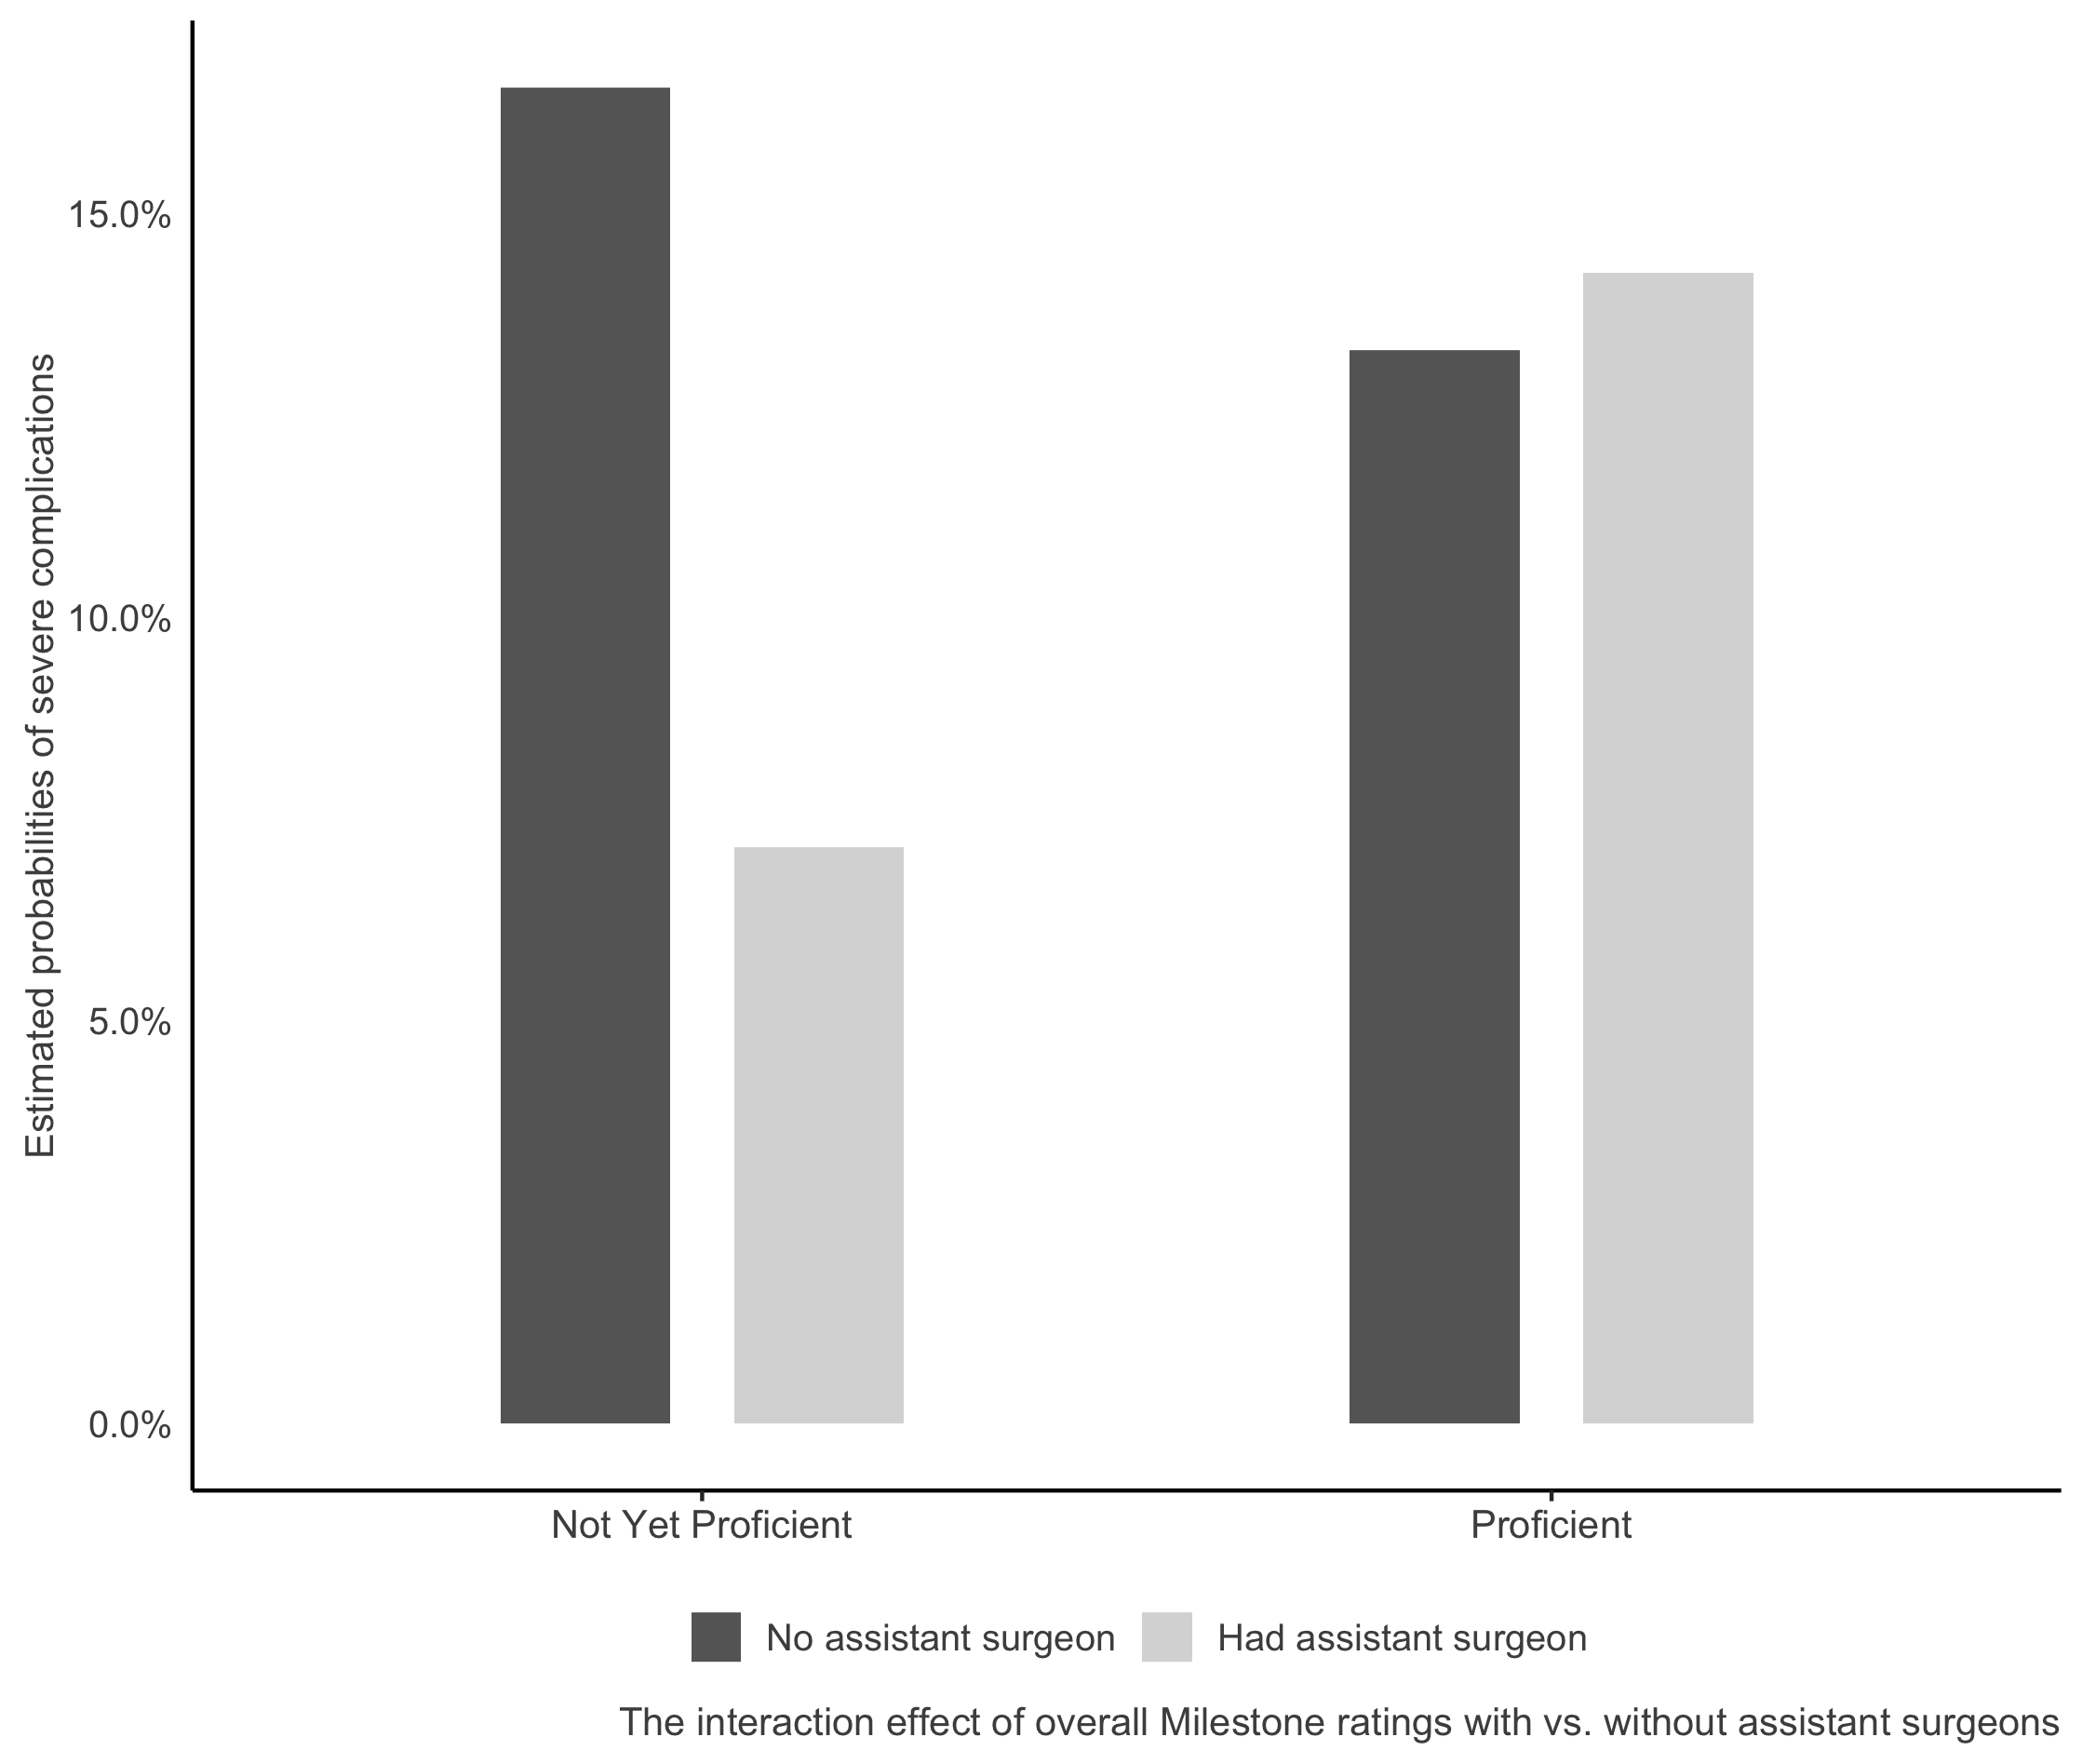 Estimated probabilities of severe complications
15.0%
10.0%
5.0%
0.0%
Not Yet Proficient
Proficient
No assistant surgeon
Had assistant surgeon
The interaction effect of overall Milestone ratings with vs. without assistant surgeons